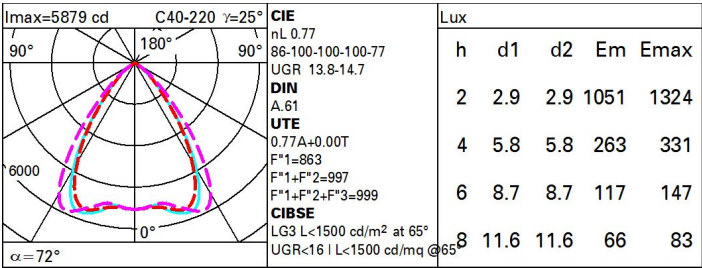 Imax=5879 cd C40-220 γ=25°
90° 180° 90°
6000
0°
α=72°
CIE
nL 0.77
86-100-100-100-77
UGR 13.8-14.7
DIN
A.61
UTE
0.77A+0.00T
F"1=863
F"1+F"2=997
F"1+F"2+F"3=999
CIBSE
LG3 L<1500 cd/m² at 65°
UGR<16 | L<1500 cd/mq @65°
Lux
h d1 d2 Em Emax
2 2.9 2.9 1051 1324
4 5.8 5.8 263 331
6 8.7 8.7 117 147
8 11.6 11.6 66 83